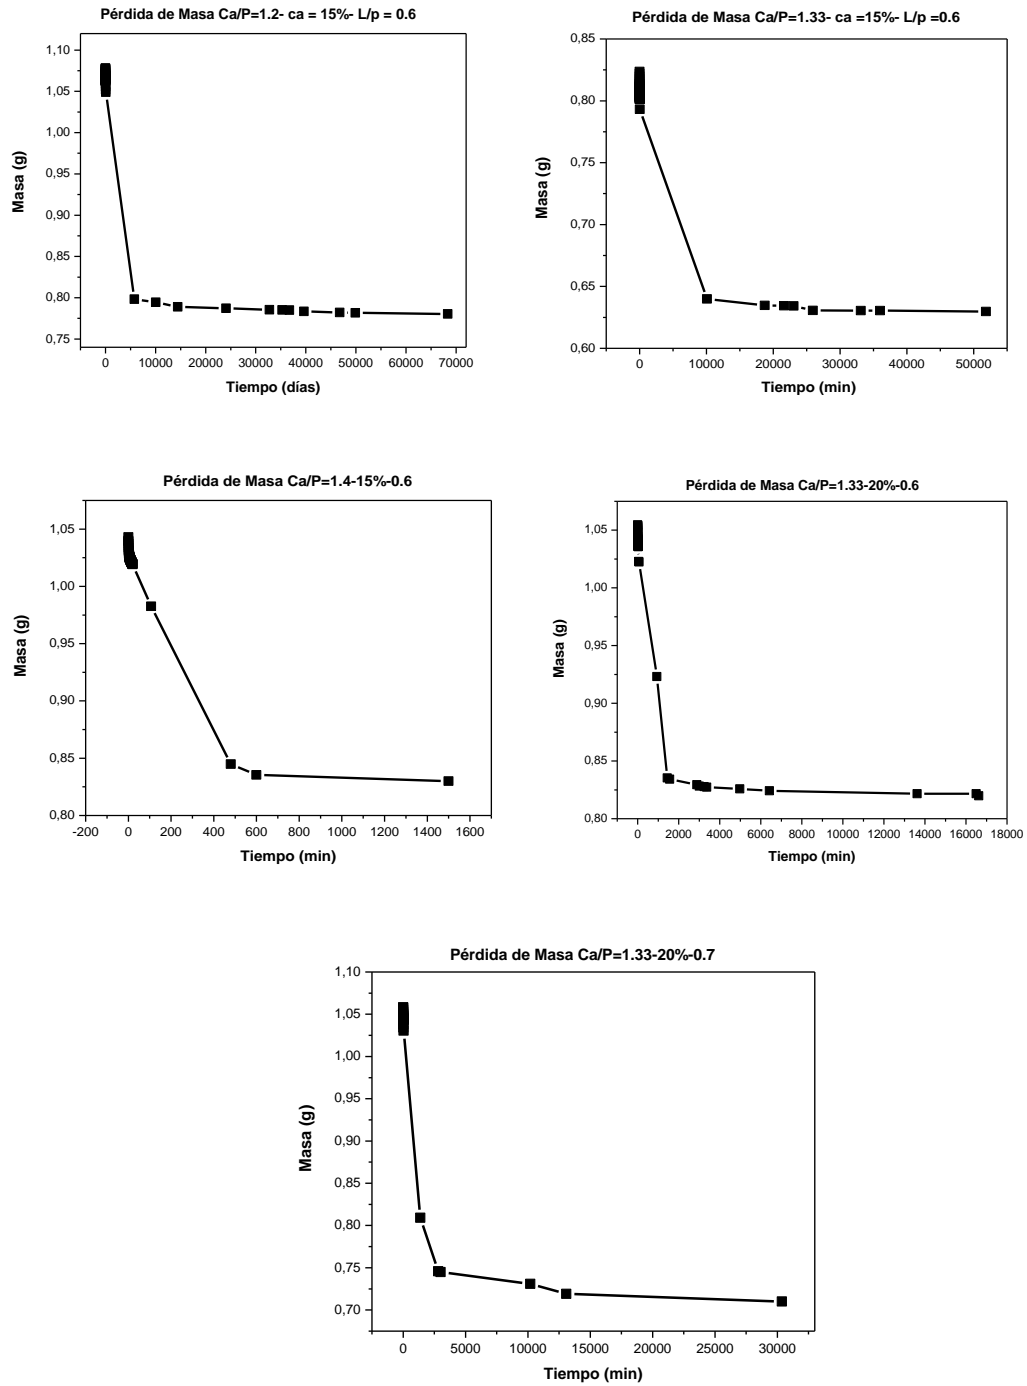 Pérdida de Masa Ca/P=1.2- ca = 15%- L/p = 0.6
1,10
1,05
1,00
0,95
0,90
0,85
0,80
0,75
Masa (g)
0 10000 20000 30000 40000 50000 60000 70000
Tiempo (días)
Pérdida de Masa Ca/P=1.33- ca =15%- L/p =0.6
0,85
0,80
0,75
0,70
0,65
0,60
Masa (g)
0 10000 20000 30000 40000 50000
Tiempo (min)
Pérdida de Masa Ca/P=1.4-15%-0.6
1,05
1,00
0,95
0,90
0,85
0,80
Masa (g)
-200 0 200 400 600 800 1000 1200 1400 1600
Tiempo (min)
Pérdida de Masa Ca/P=1.33-20%-0.6
1,05
1,00
0,95
0,90
0,85
0,80
Masa (g)
0 2000 4000 6000 8000 10000 12000 14000 16000 18000
Tiempo (min)
Pérdida de Masa Ca/P=1.33-20%-0.7
1,10
1,05
1,00
0,95
0,90
0,85
0,80
0,75
0,70
Masa (g)
0 5000 10000 15000 20000 25000 30000
Tiempo (min)